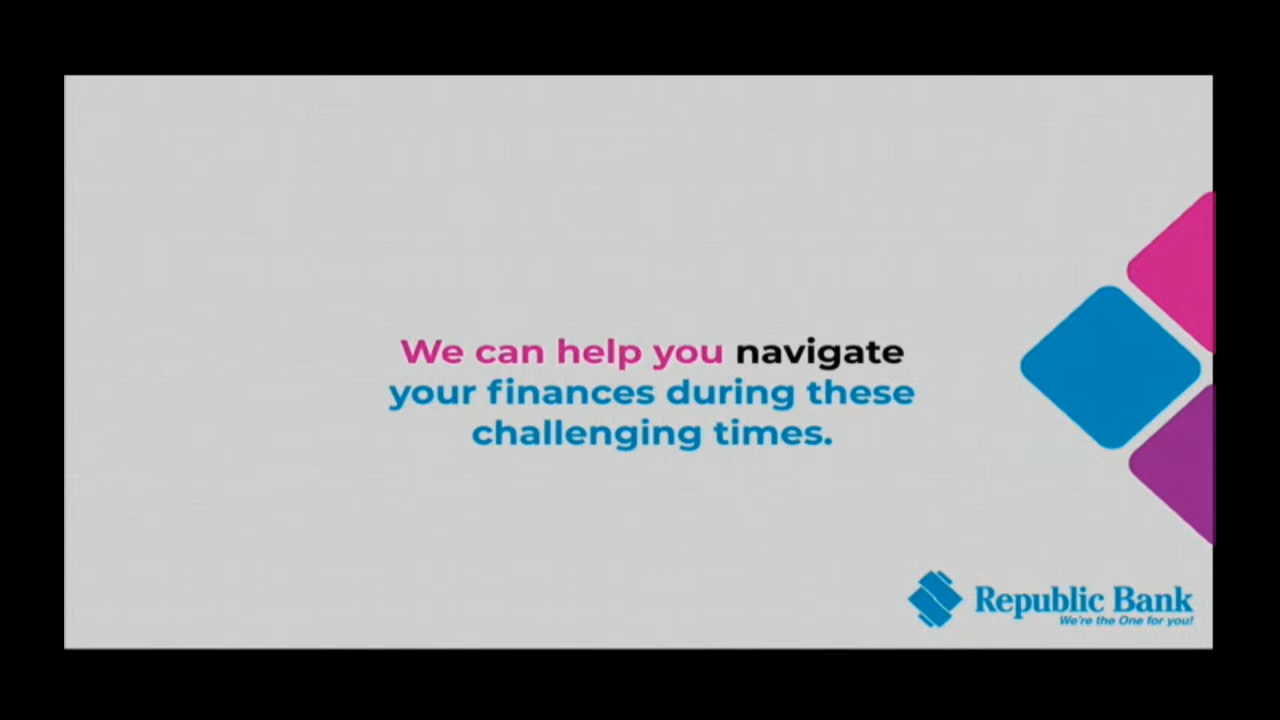 We can help you navigate
your finances during these
challenging times.
Republic Bank
We're the One for you!